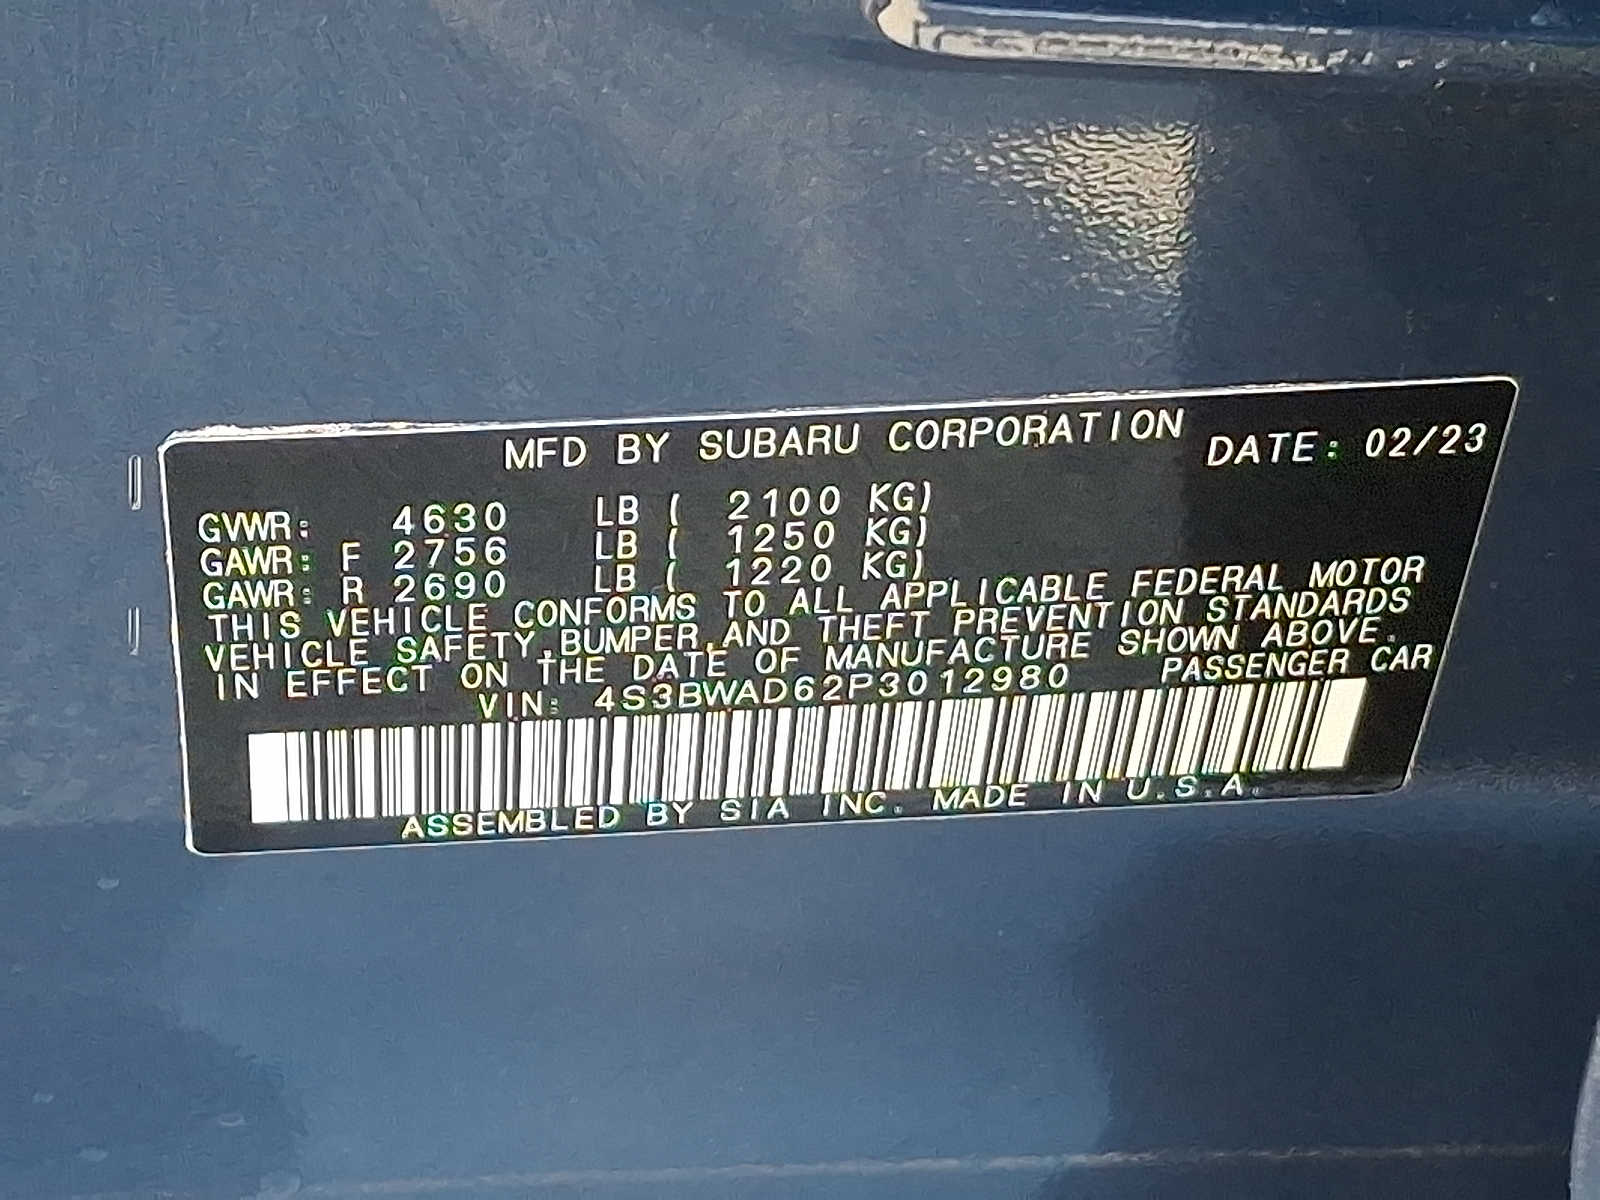 MFD BY SUBARU CORPORATION DATE: 02/23
GVWR: 4630 LB ( 2100 KG)
GAWR: F 2756 LB ( 1250 KG)
GAWR: R 2690 LB ( 1220 KG)
THIS VEHICLE CONFORMS TO ALL APPLICABLE FEDERAL MOTOR
VEHICLE SAFETY,BUMPER,AND THEFT PREVENTION STANDARDS
IN EFFECT ON THE DATE OF MANUFACTURE SHOWN ABOVE.
VIN: 4S3BWAD62P3012980 PASSENGER CAR
ASSEMBLED BY SIA INC. MADE IN U.S.A.